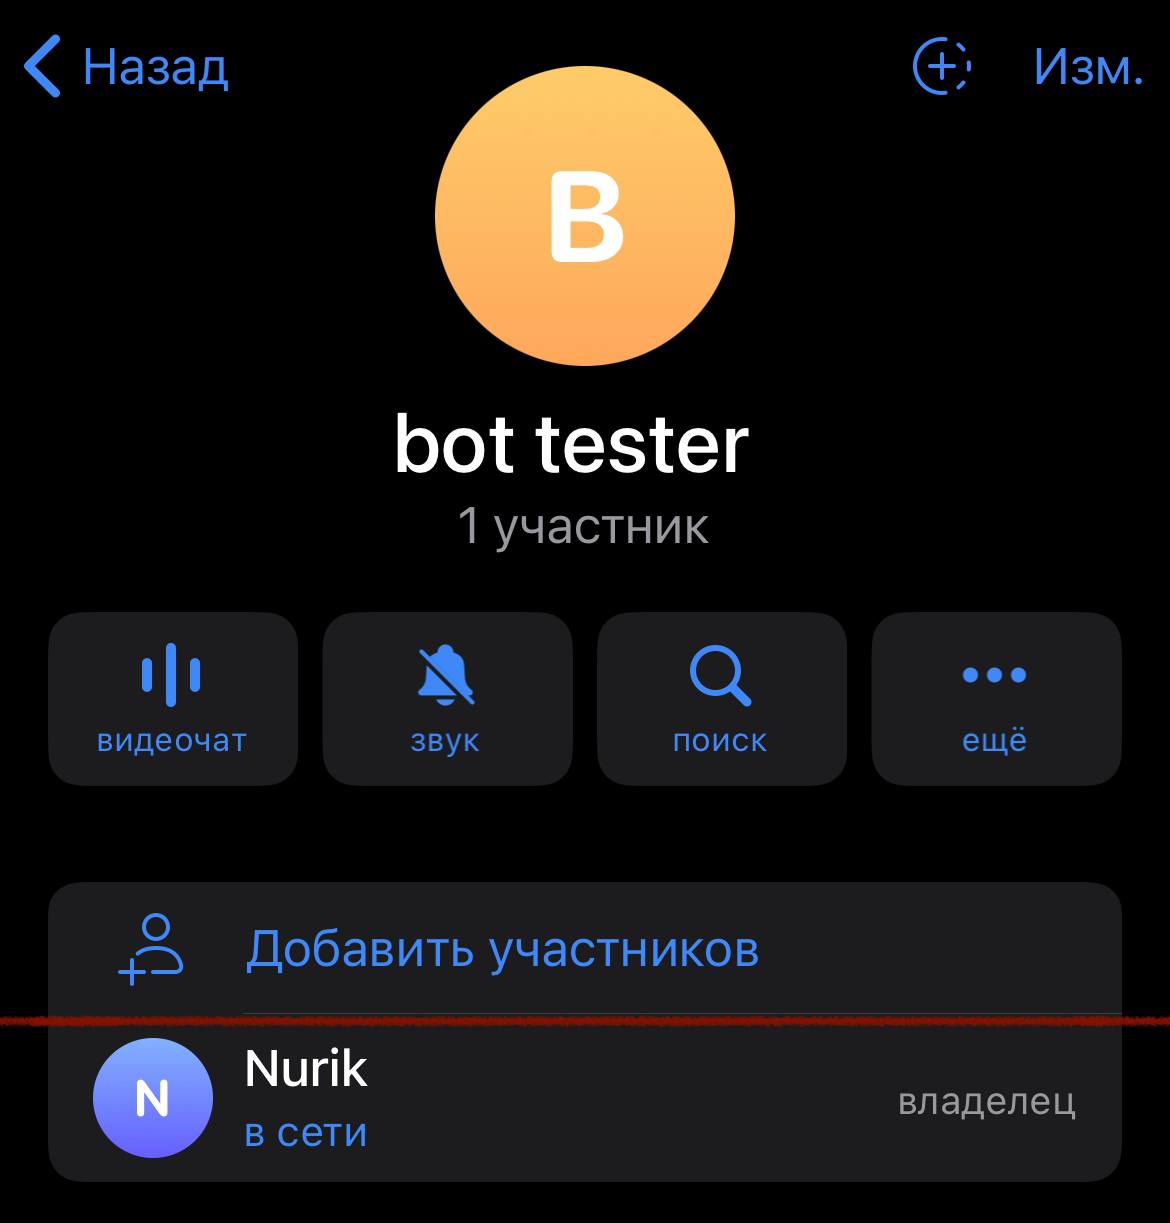 Назад
Изм.
B
bot tester
1 участник
видеочат
звук
поиск
ещё
Добавить участников
N
Nurik
в сети
владелец